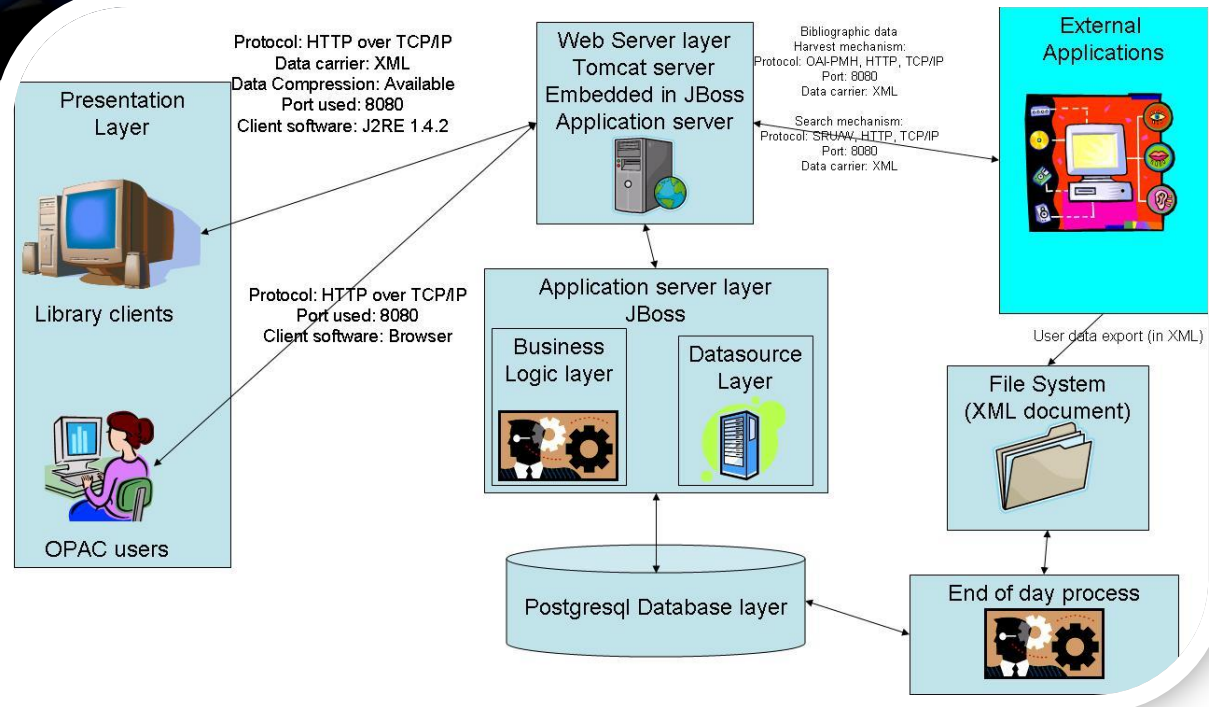 Protocol: HTTP over TCP/IP
Data carrier: XML
Data Compression: Available
Port used: 8080
Client software: J2RE 1.4.2
Presentation
Layer
Library clients
Protocol: HTTP over TCP/IP
Port used: 8080
Client software: Browser
OPAC users
Web Server layer
Tomcat server
Embedded in JBoss
Application server
Bibliographic data
Harvest mechanism:
Protocol: OAI-PMH, HTTP, TCP/IP
Port: 8080
Data carrier: XML
Search mechanism:
Protocol: SRU/W, HTTP, TCP/IP
Port: 8080
Data carrier: XML
External
Applications
Application server layer
JBoss
Business
Logic layer
Datasource
Layer
User data export (in XML)
File System
(XML document)
Postgresql Database layer
End of day process